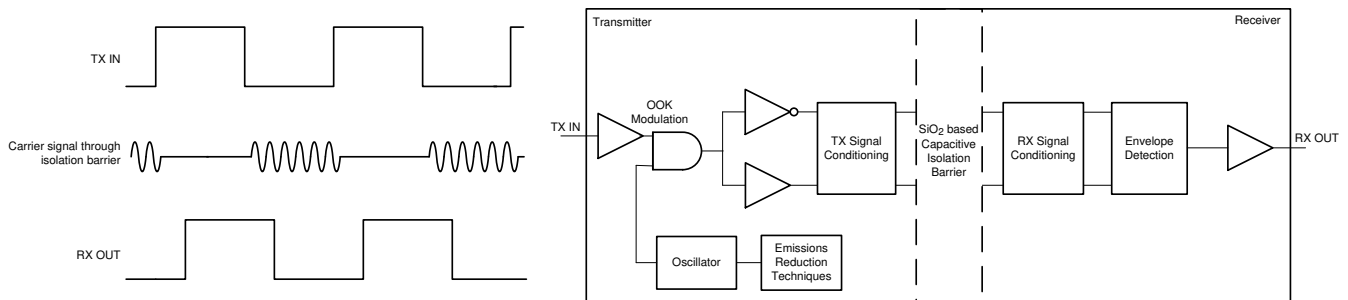 TX IN
Carrier signal through
isolation barrier
RX OUT
Transmitter
Receiver
TX IN
OOK
Modulation
TX Signal
Conditioning
SiO₂ based
Capacitive
Isolation
Barrier
RX Signal
Conditioning
Envelope
Detection
RX OUT
Oscillator
Emissions
Reduction
Techniques